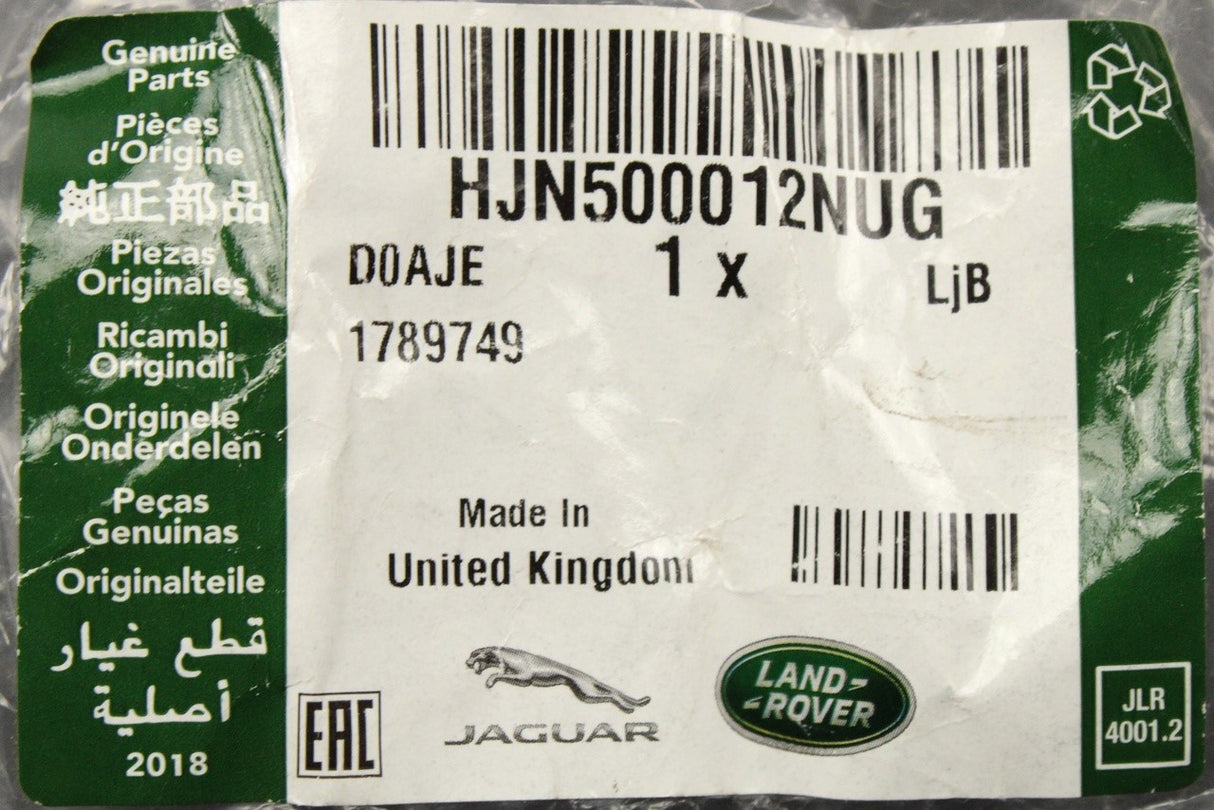 Genuine
Parts
Pièces
d'Origine
純正部品
Piezas
Originales
Ricambi
Originali
Originele
Onderdelen
Peças
Genuinas
Originalteile
قطع غيار
أصلية
2018
HJN500012NUG
D0AJE 1 x LjB
1789749
Made In
United Kingdom
EAC
JAGUAR
LAND-
-ROVER
JLR
4001.2